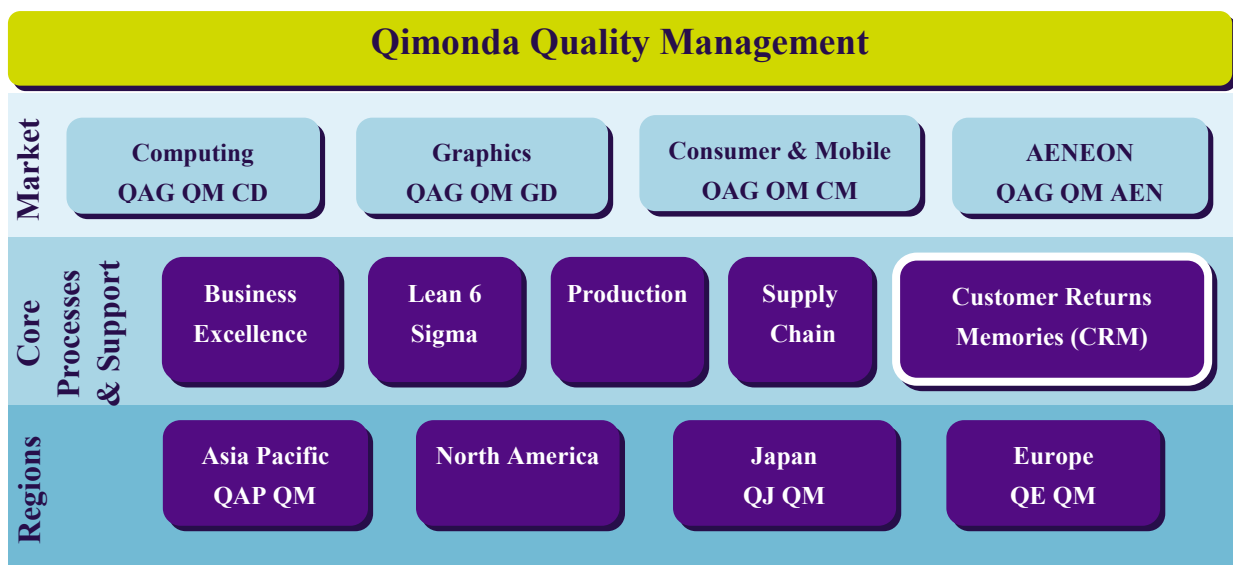 Qimonda Quality Management
Market
Computing
QAG QM CD
Graphics
QAG QM GD
Consumer & Mobile
QAG QM CM
AENEON
QAG QM AEN
Core
Processes
& Support
Business
Excellence
Lean 6
Sigma
Production
Supply
Chain
Customer Returns
Memories (CRM)
Regions
Asia Pacific
QAP QM
North America
Japan
QJ QM
Europe
QE QM